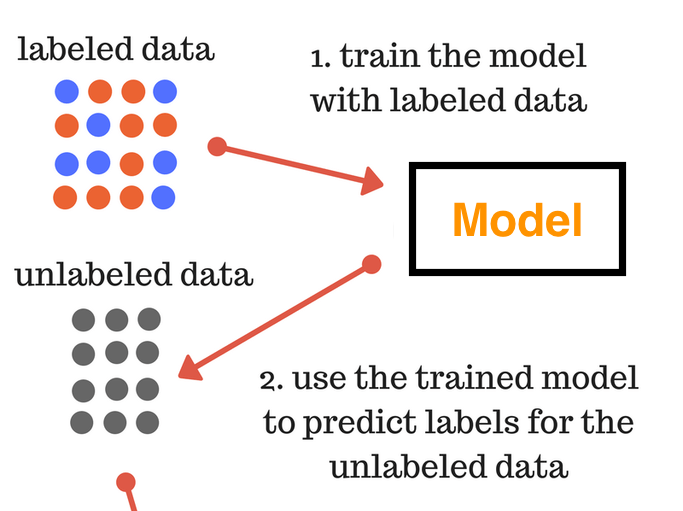 labeled data
1. train the model
with labeled data
Model
unlabeled data
2. use the trained model
to predict labels for the
unlabeled data